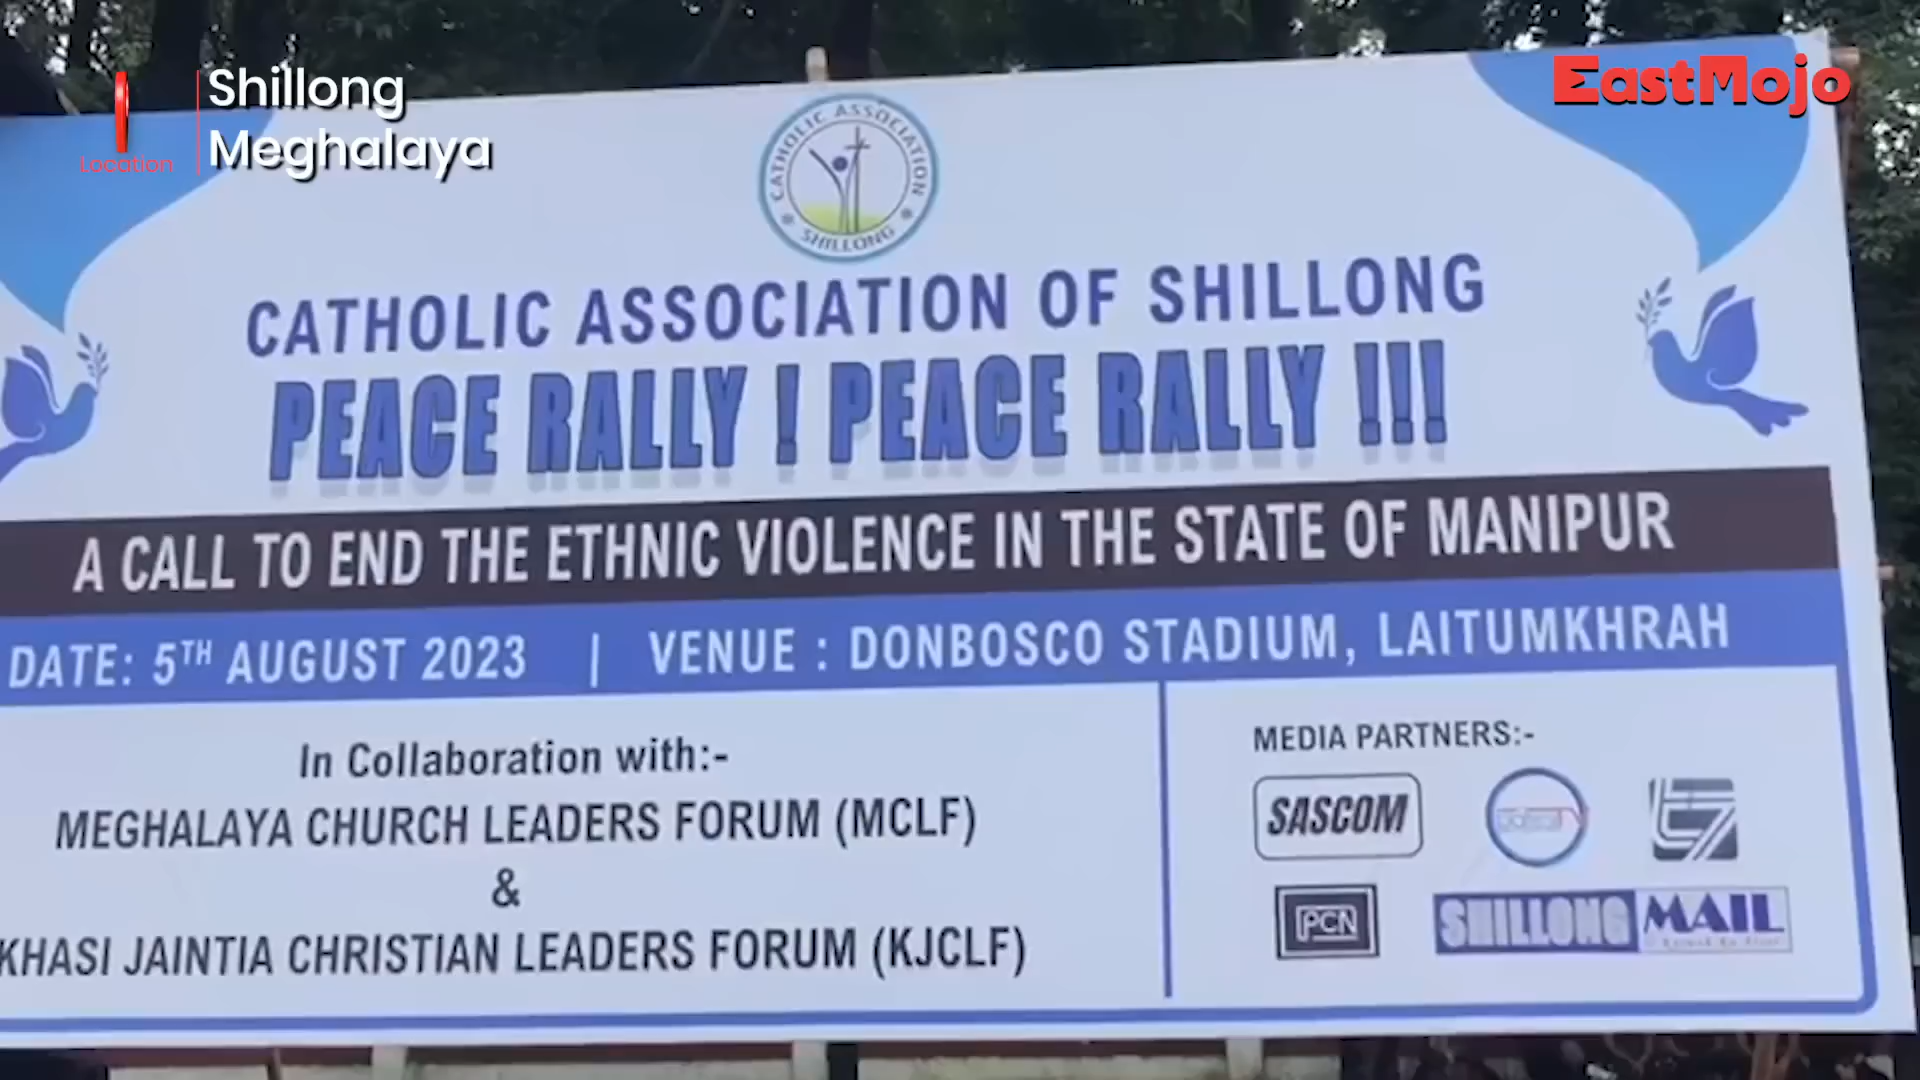 Shillong
Meghalaya
Location
EastMojo
CATHOLIC ASSOCIATION
SHILLONG
CATHOLIC ASSOCIATION OF SHILLONG
PEACE RALLY ! PEACE RALLY !!!
A CALL TO END THE ETHNIC VIOLENCE IN THE STATE OF MANIPUR
DATE: 5TH AUGUST 2023 | VENUE : DONBOSCO STADIUM, LAITUMKHRAH
In Collaboration with:-
MEGHALAYA CHURCH LEADERS FORUM (MCLF)
&
KHASI JAINTIA CHRISTIAN LEADERS FORUM (KJCLF)
MEDIA PARTNERS:-
SASCOM
PCN
SHILLONG MAIL